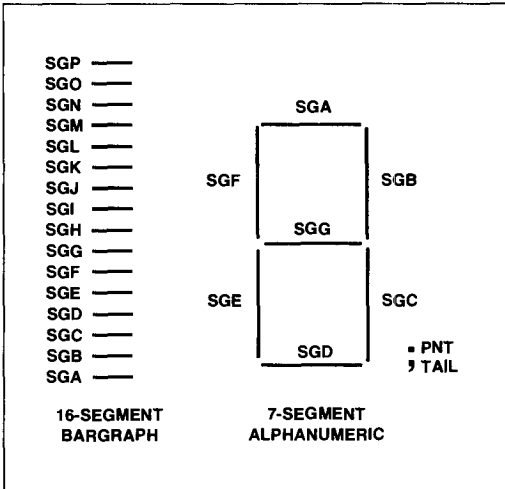 SGP
SGO
SGN
SGM
SGL
SGK
SGJ
SGI
SGH
SGG
SGF
SGE
SGD
SGC
SGB
SGA
16-SEGMENT
BARGRAPH
SGA
SGF
SGB
SGG
SGE
SGC
SGD
PNT
TAIL
7-SEGMENT
ALPHANUMERIC